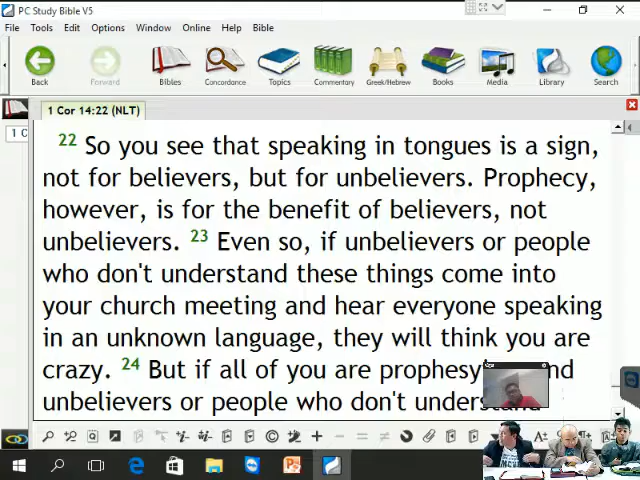 PC Study Bible V5
File Tools Edit Options Window Online Help Bible
Back Forward Bibles Concordance Topics Commentary Greek/Hebrew Books Media Library Search
1 Cor 14:22 (NLT)
1 C
22 So you see that speaking in tongues is a sign,
not for believers, but for unbelievers. Prophecy,
however, is for the benefit of believers, not
unbelievers. 23 Even so, if unbelievers or people
who don't understand these things come into
your church meeting and hear everyone speaking
in an unknown language, they will think you are
crazy. 24 But if all of you are
unbelievers or people who don't understand